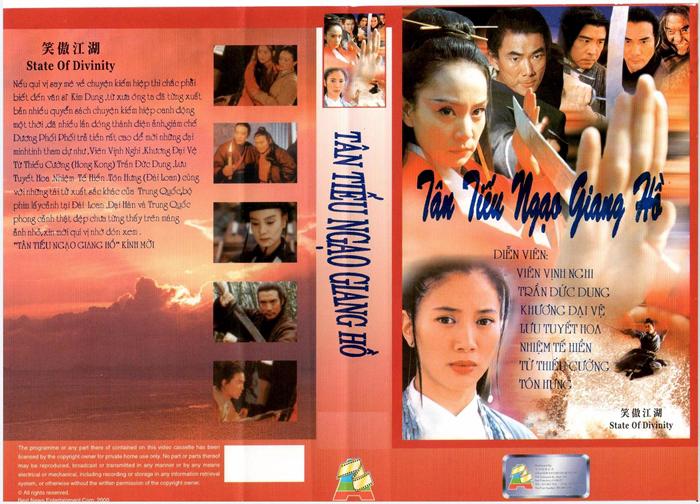 笑傲江湖
State Of Divinity
Nếu quí vị say mê về chuyện kiếm hiệp thì chắc phải
biết đến văn sĩ Kim Dung ,từ xưa ông ta đã từng xuất
bản nhiều quyển sách chuyện kiếm hiệp oanh động
một thời ,đã nhiều lần đóng thành điện ảnh,giám chế
Dương Phối Phối trả tiền rất cao để mời những đại
minh tinh tham dự như ,Viên Vịnh Nghi ,Khương Đại Vệ
Từ Thiếu Cường (Hong Kong) Trần Đức Dung .Lưu
Tuyết Hoa .Nhiệm Tề Hiền .Tôn Hưng (Đài Loan) cùng
với những tài tử xuất sắc khác của Trung Quốc,bộ
phim lấy cảnh tại Đài Loan ,Đại Hàn và Trung Quốc
phong cảnh thật đẹp chưa từng thấy trên màng
ảnh nhỏ,xin mời quí vị nhớ đón xem .
"TÂN TIẾU NGẠO GIANG HỒ" KÍNH MỜI
The programme or any part there of contained on this video cassette has been
licensed by the copyright owner for private home use only. No part or parts thereof
may be reproduced, broadcast or transmitted in any manner or by any means
electrical or mechanical, including recording or storage in any information retrieval
system, or otherwise without the written permission of the copyright owner.
© All rights reserved.
Best News Entertainment Corp. 2000
TÂN TIẾU NGẠO GIANG HỒ
Tân Tiếu Ngạo Giang Hồ
DIỄN VIÊN:
VIÊN VỊNH NGHI
TRẦN ĐỨC DUNG
KHƯƠNG ĐẠI VỆ
LƯU TUYẾT HOA
NHIỆM TỀ HIỀN
TỪ THIẾU CƯỜNG
TÔN HƯNG
笑傲江湖
State Of Divinity